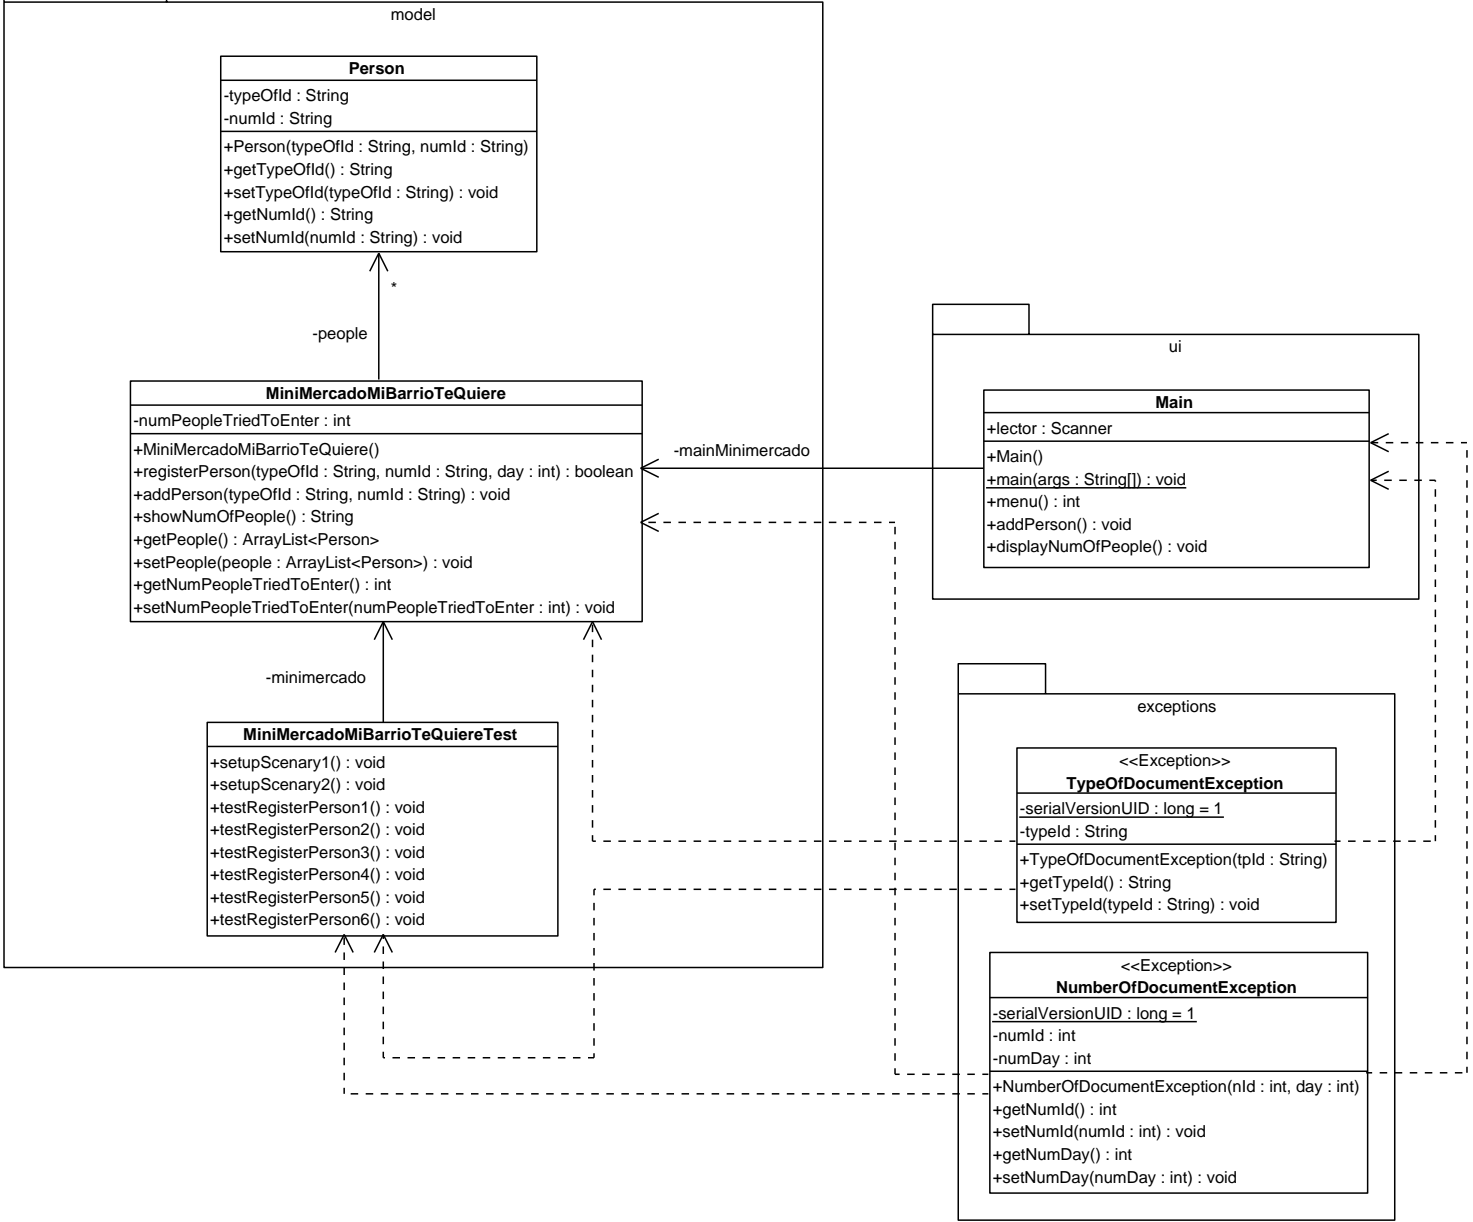 model
Person
-typeOfId : String
-numId : String
+Person(typeOfId : String, numId : String)
+getTypeOfId() : String
+setTypeOfId(typeOfId : String) : void
+getNumId() : String
+setNumId(numId : String) : void
*
-people
MiniMercadoMiBarrioTeQuiere
-numPeopleTriedToEnter : int
+MiniMercadoMiBarrioTeQuiere()
+registerPerson(typeOfId : String, numId : String, day : int) : boolean
+addPerson(typeOfId : String, numId : String) : void
+showNumOfPeople() : String
+getPeople() : ArrayList<Person>
+setPeople(people : ArrayList<Person>) : void
+getNumPeopleTriedToEnter() : int
+setNumPeopleTriedToEnter(numPeopleTriedToEnter : int) : void
-minimercado
MiniMercadoMiBarrioTeQuiereTest
+setupScenary1() : void
+setupScenary2() : void
+testRegisterPerson1() : void
+testRegisterPerson2() : void
+testRegisterPerson3() : void
+testRegisterPerson4() : void
+testRegisterPerson5() : void
+testRegisterPerson6() : void
-mainMinimercado
ui
Main
+lector : Scanner
+Main()
+main(args : String[]) : void
+menu() : int
+addPerson() : void
+displayNumOfPeople() : void
exceptions
<<Exception>>
TypeOfDocumentException
-serialVersionUID : long = 1
-typeId : String
+TypeOfDocumentException(tpId : String)
+getTypeId() : String
+setTypeId(typeId : String) : void
<<Exception>>
NumberOfDocumentException
-serialVersionUID : long = 1
-numId : int
-numDay : int
+NumberOfDocumentException(nId : int, day : int)
+getNumId() : int
+setNumId(numId : int) : void
+getNumDay() : int
+setNumDay(numDay : int) : void